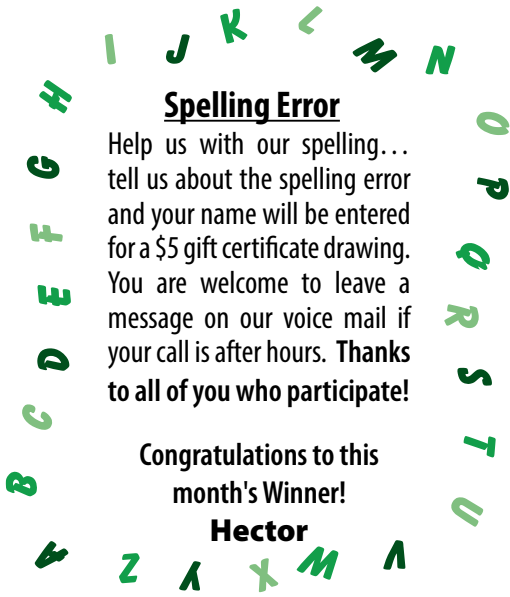 Spelling Error
Help us with our spelling…
tell us about the spelling error
and your name will be entered
for a $5 gift certificate drawing.
You are welcome to leave a
message on our voice mail if
your call is after hours. Thanks
to all of you who participate!
Congratulations to this
month's Winner!
Hector
A B C D E F G H I J K L M N O P Q R S T U V W X Y Z